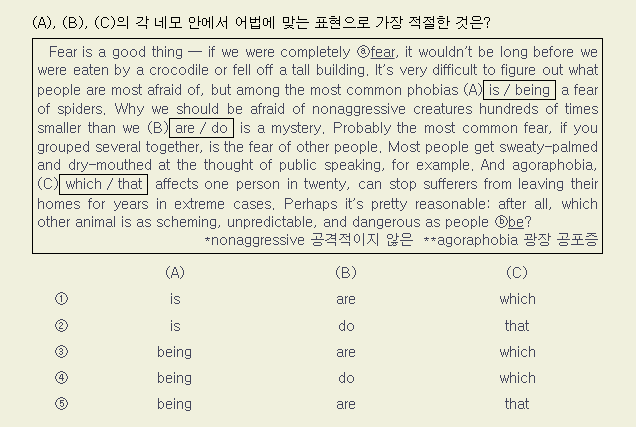 (A), (B), (C)의 각 네모 안에서 어법에 맞는 표현으로 가장 적절한 것은?
Fear is a good thing — if we were completely ⓐfear, it wouldn't be long before we
were eaten by a crocodile or fell off a tall building. It's very difficult to figure out what
people are most afraid of, but among the most common phobias (A) is / being a fear
of spiders. Why we should be afraid of nonaggressive creatures hundreds of times
smaller than we (B) are / do is a mystery. Probably the most common fear, if you
grouped several together, is the fear of other people. Most people get sweaty-palmed
and dry-mouthed at the thought of public speaking, for example. And agoraphobia,
(C) which / that affects one person in twenty, can stop sufferers from leaving their
homes for years in extreme cases. Perhaps it's pretty reasonable: after all, which
other animal is as scheming, unpredictable, and dangerous as people ⓑbe?
*nonaggressive 공격적이지 않은 **agoraphobia 광장 공포증
(A) (B) (C)
① is are which
② is do that
③ being are which
④ being do which
⑤ being are that